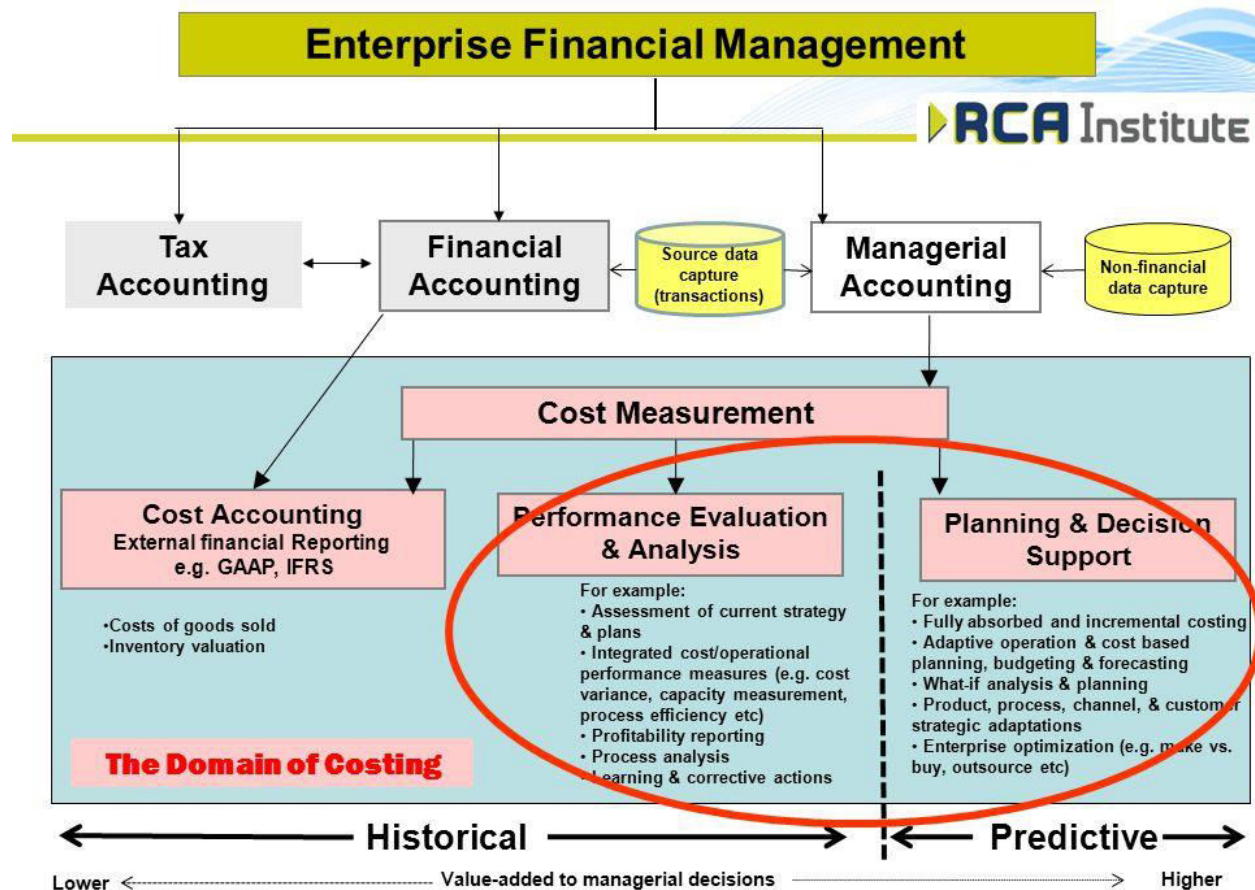 Enterprise Financial Management
RCA Institute
Tax
Accounting
Financial
Accounting
Source data
capture
(transactions)
Managerial
Accounting
Non-financial
data capture
Cost Measurement
Cost Accounting
External financial Reporting
e.g. GAAP, IFRS
•Costs of goods sold
•Inventory valuation
Performance Evaluation
& Analysis
For example:
• Assessment of current strategy
& plans
• Integrated cost/operational
performance measures (e.g. cost
variance, capacity measurement,
process efficiency etc)
• Profitability reporting
• Process analysis
• Learning & corrective actions
Planning & Decision
Support
For example:
• Fully absorbed and incremental costing
• Adaptive operation & cost based
planning, budgeting & forecasting
• What-if analysis & planning
• Product, process, channel, & customer
strategic adaptations
• Enterprise optimization (e.g. make vs.
buy, outsource etc)
The Domain of Costing
Historical
Predictive
Lower
Value-added to managerial decisions
Higher